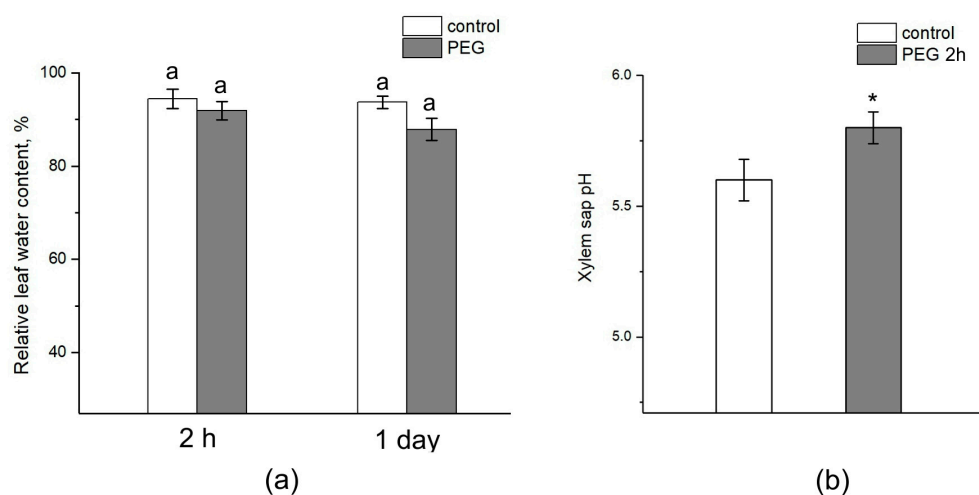 control
PEG
Relative leaf water content, %
100
80
60
40
a
a
a
a
2 h
1 day
(a)
control
PEG 2h
Xylem sap pH
6.0
5.5
5.0
*
(b)